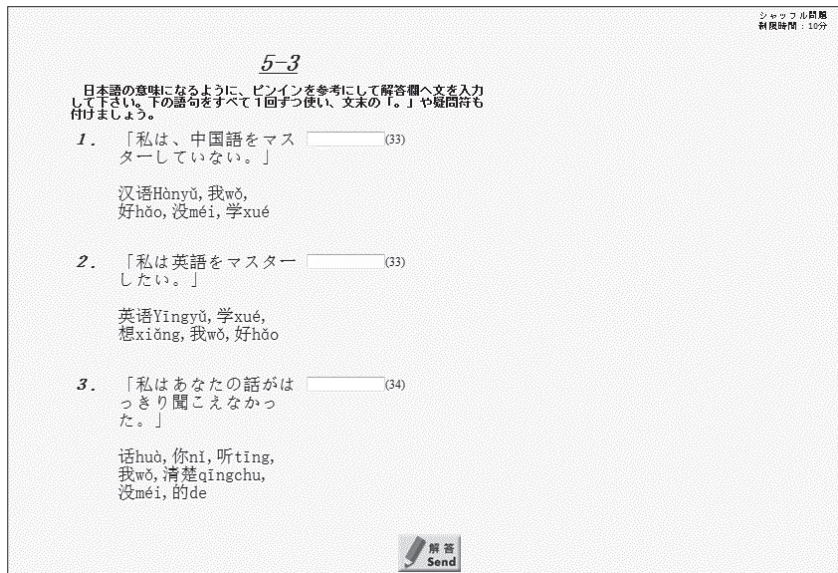 シャッフル問題
制限時間：10分
5-3
日本語の意味になるように、ピンインを参考にして解答欄へ文を入力
して下さい。下の語句をすべて１回ずつ使い、文末の「。」や疑問符も
付けましょう。
1. 「私は、中国語をマス (33)
ターしていない。」
汉语Hànyǔ, 我wǒ,
好hǎo, 没méi, 学xué
2. 「私は英語をマスター (33)
したい。」
英语Yīngyǔ, 学xué,
想xiǎng, 我wǒ, 好hǎo
3. 「私はあなたの話がは (34)
っきり聞こえなかっ
た。」
话huà, 你nǐ, 听tīng,
我wǒ, 清楚qīngchu,
没méi, 的de
解答
Send